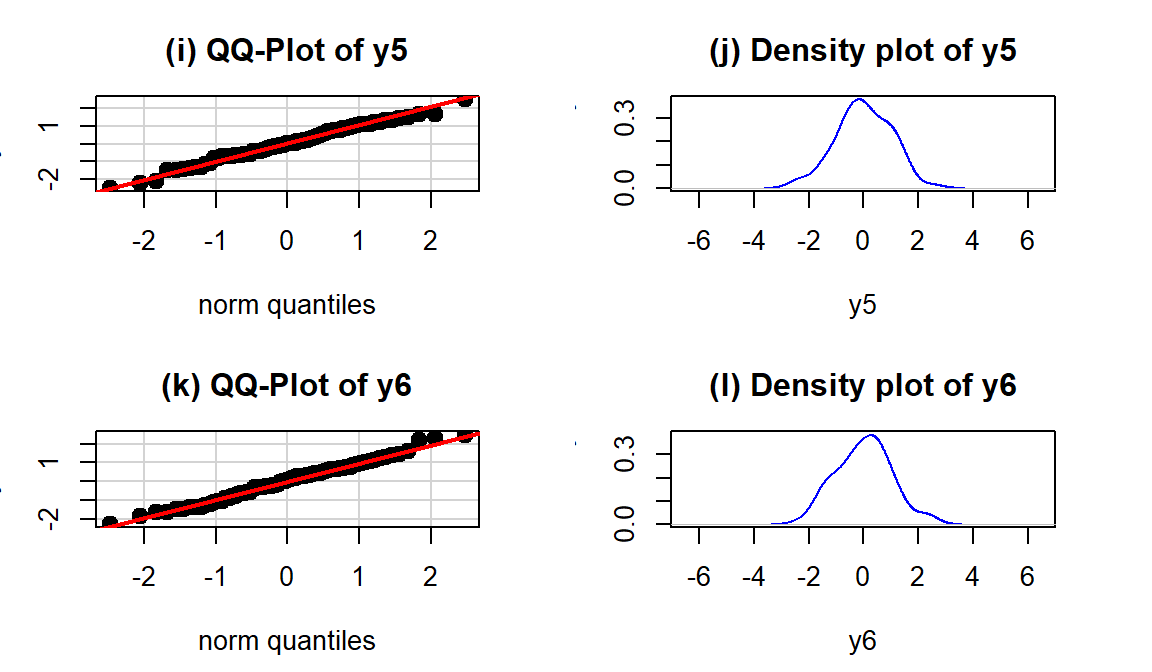 (i) QQ-Plot of y5
1
-2
-2 -1 0 1 2
norm quantiles
(j) Density plot of y5
0.3
0.0
-6 -4 -2 0 2 4 6
y5
(k) QQ-Plot of y6
1
-2
-2 -1 0 1 2
norm quantiles
(l) Density plot of y6
0.3
0.0
-6 -4 -2 0 2 4 6
y6